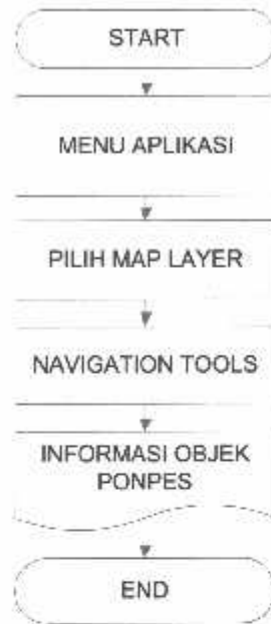 START
MENU APLIKASI
PILIH MAP LAYER
NAVIGATION TOOLS
INFORMASI OBJEK
PONPES
END